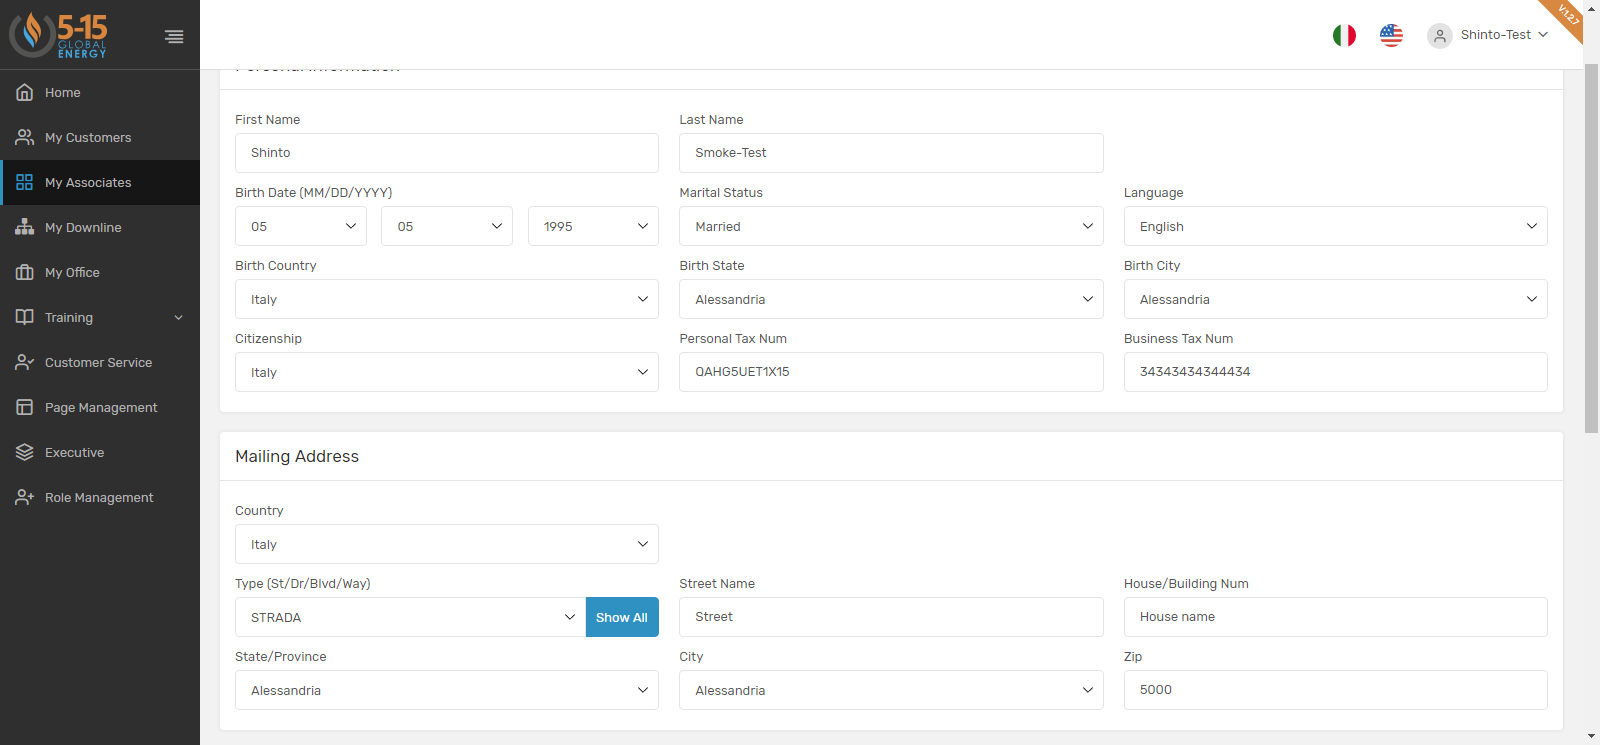 5-15
GLOBAL
ENERGY
V:1.2.7
Shinto-Test
Home
My Customers
My Associates
My Downline
My Office
Training
Customer Service
Page Management
Executive
Role Management
Personal Information
First Name
Last Name
Shinto
Smoke-Test
Birth Date (MM/DD/YYYY)
Marital Status
Language
05
05
1995
Married
English
Birth Country
Birth State
Birth City
Italy
Alessandria
Alessandria
Citizenship
Personal Tax Num
Business Tax Num
Italy
QAHG5UET1X15
34343434344434
Mailing Address
Country
Italy
Type (St/Dr/Blvd/Way)
Street Name
House/Building Num
STRADA
Show All
Street
House name
State/Province
City
Zip
Alessandria
Alessandria
5000